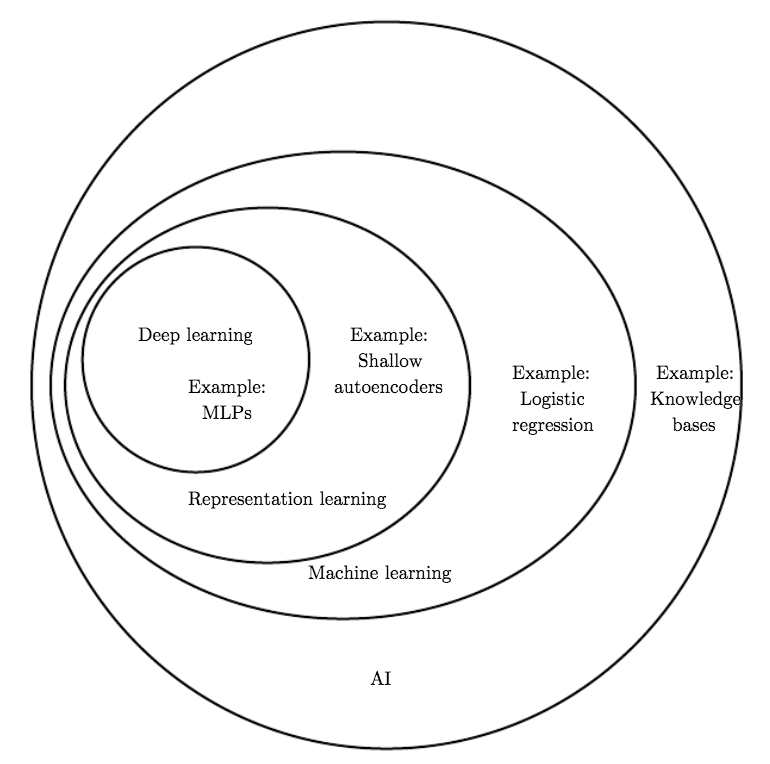 Deep learning
Example:
MLPs
Example:
Shallow
autoencoders
Example:
Logistic
regression
Example:
Knowledge
bases
Representation learning
Machine learning
AI